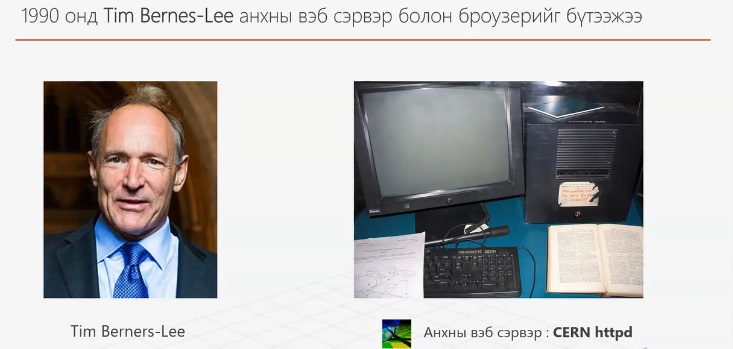 1990 онд Tim Bernes-Lee анхны вэб сэрвэр болон броузерийг бүтээжээ
CERN
Tim Berners-Lee
Анхны вэб сэрвэр : CERN httpd